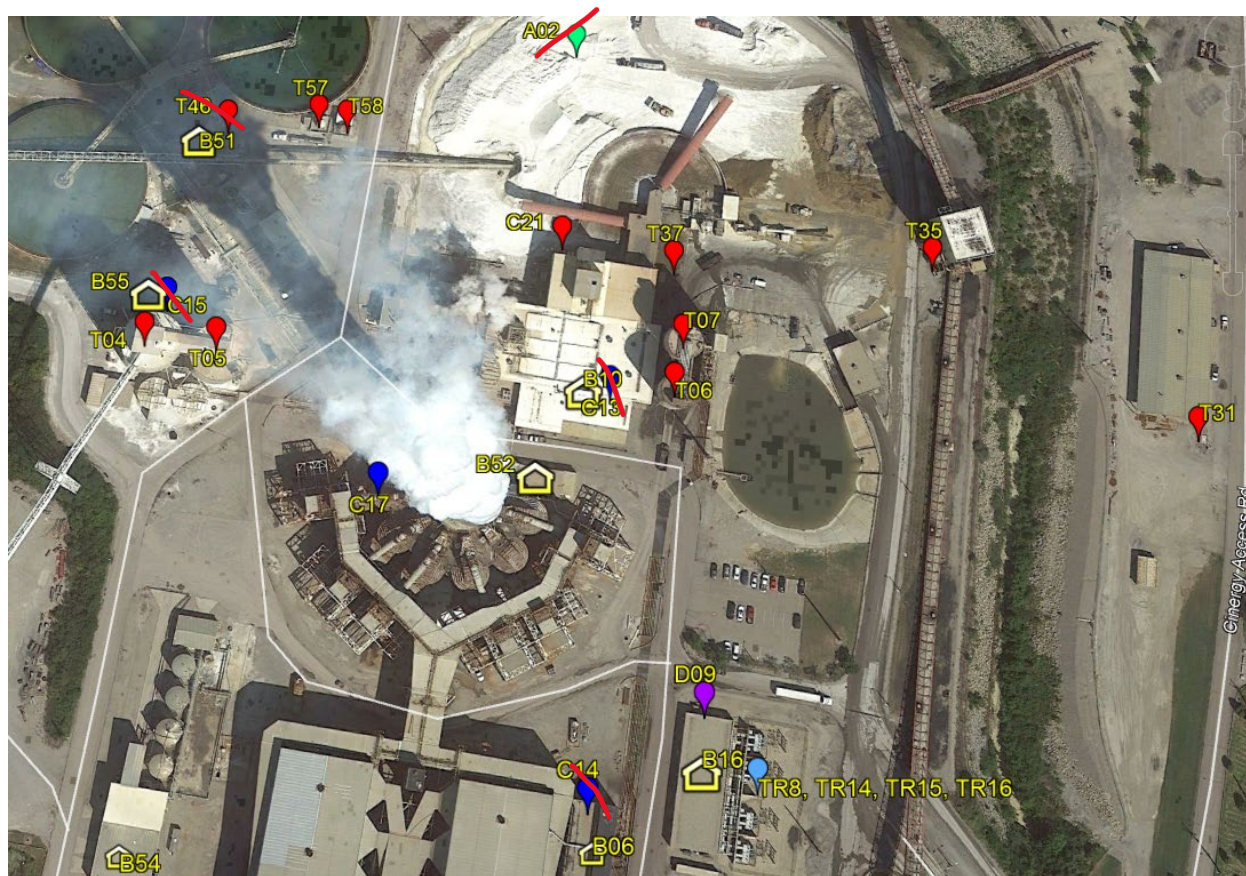 A02
T57
T46
T58
B51
C21
T37
T35
B55
C15
T04
T05
T07
T06
B10
C13
T31
B52
C17
Cinergy Access Rd
D09
C14
B16
TR8, TR14, TR15, TR16
B06
B54